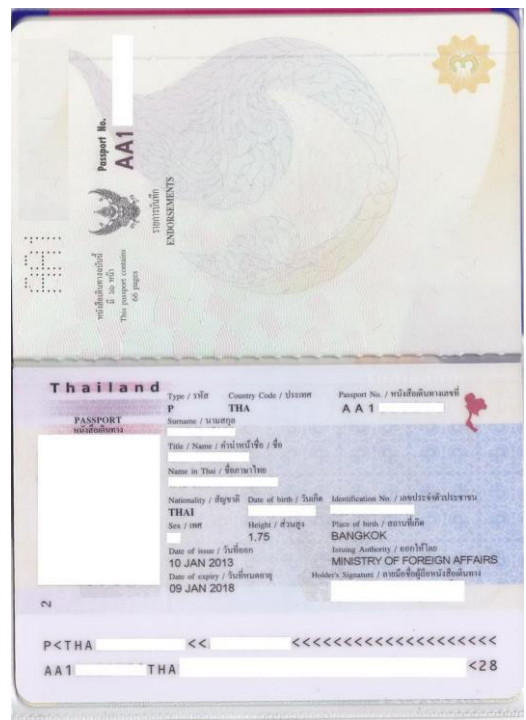 Passport No.
AA1
หนังสือเดินทางฉบับนี้
มี ๖๖ หน้า
This passport contains
66 pages
รายการบันทึก
ENDORSEMENTS
Thailand
PASSPORT
หนังสือเดินทาง
Type / รหัส Country Code / ประเทศ Passport No. / หนังสือเดินทางเลขที่
P THA AA1
Surname / นามสกุล
Title / Name / คำนำหน้าชื่อ / ชื่อ
Name in Thai / ชื่อภาษาไทย
Nationality / สัญชาติ Date of birth / วันเกิด Identification No. / เลขประจำตัวประชาชน
THAI
Sex / เพศ Height / ส่วนสูง Place of birth / สถานที่เกิด
1.75 BANGKOK
Date of issue / วันที่ออก Issuing Authority / ออกให้โดย
10 JAN 2013 MINISTRY OF FOREIGN AFFAIRS
Date of expiry / วันที่หมดอายุ Holder's Signature / ลายมือชื่อผู้ถือหนังสือเดินทาง
09 JAN 2018
2
P<THA << <<<<<<<<<<<<<<<<<<<<<
AA1 THA <28